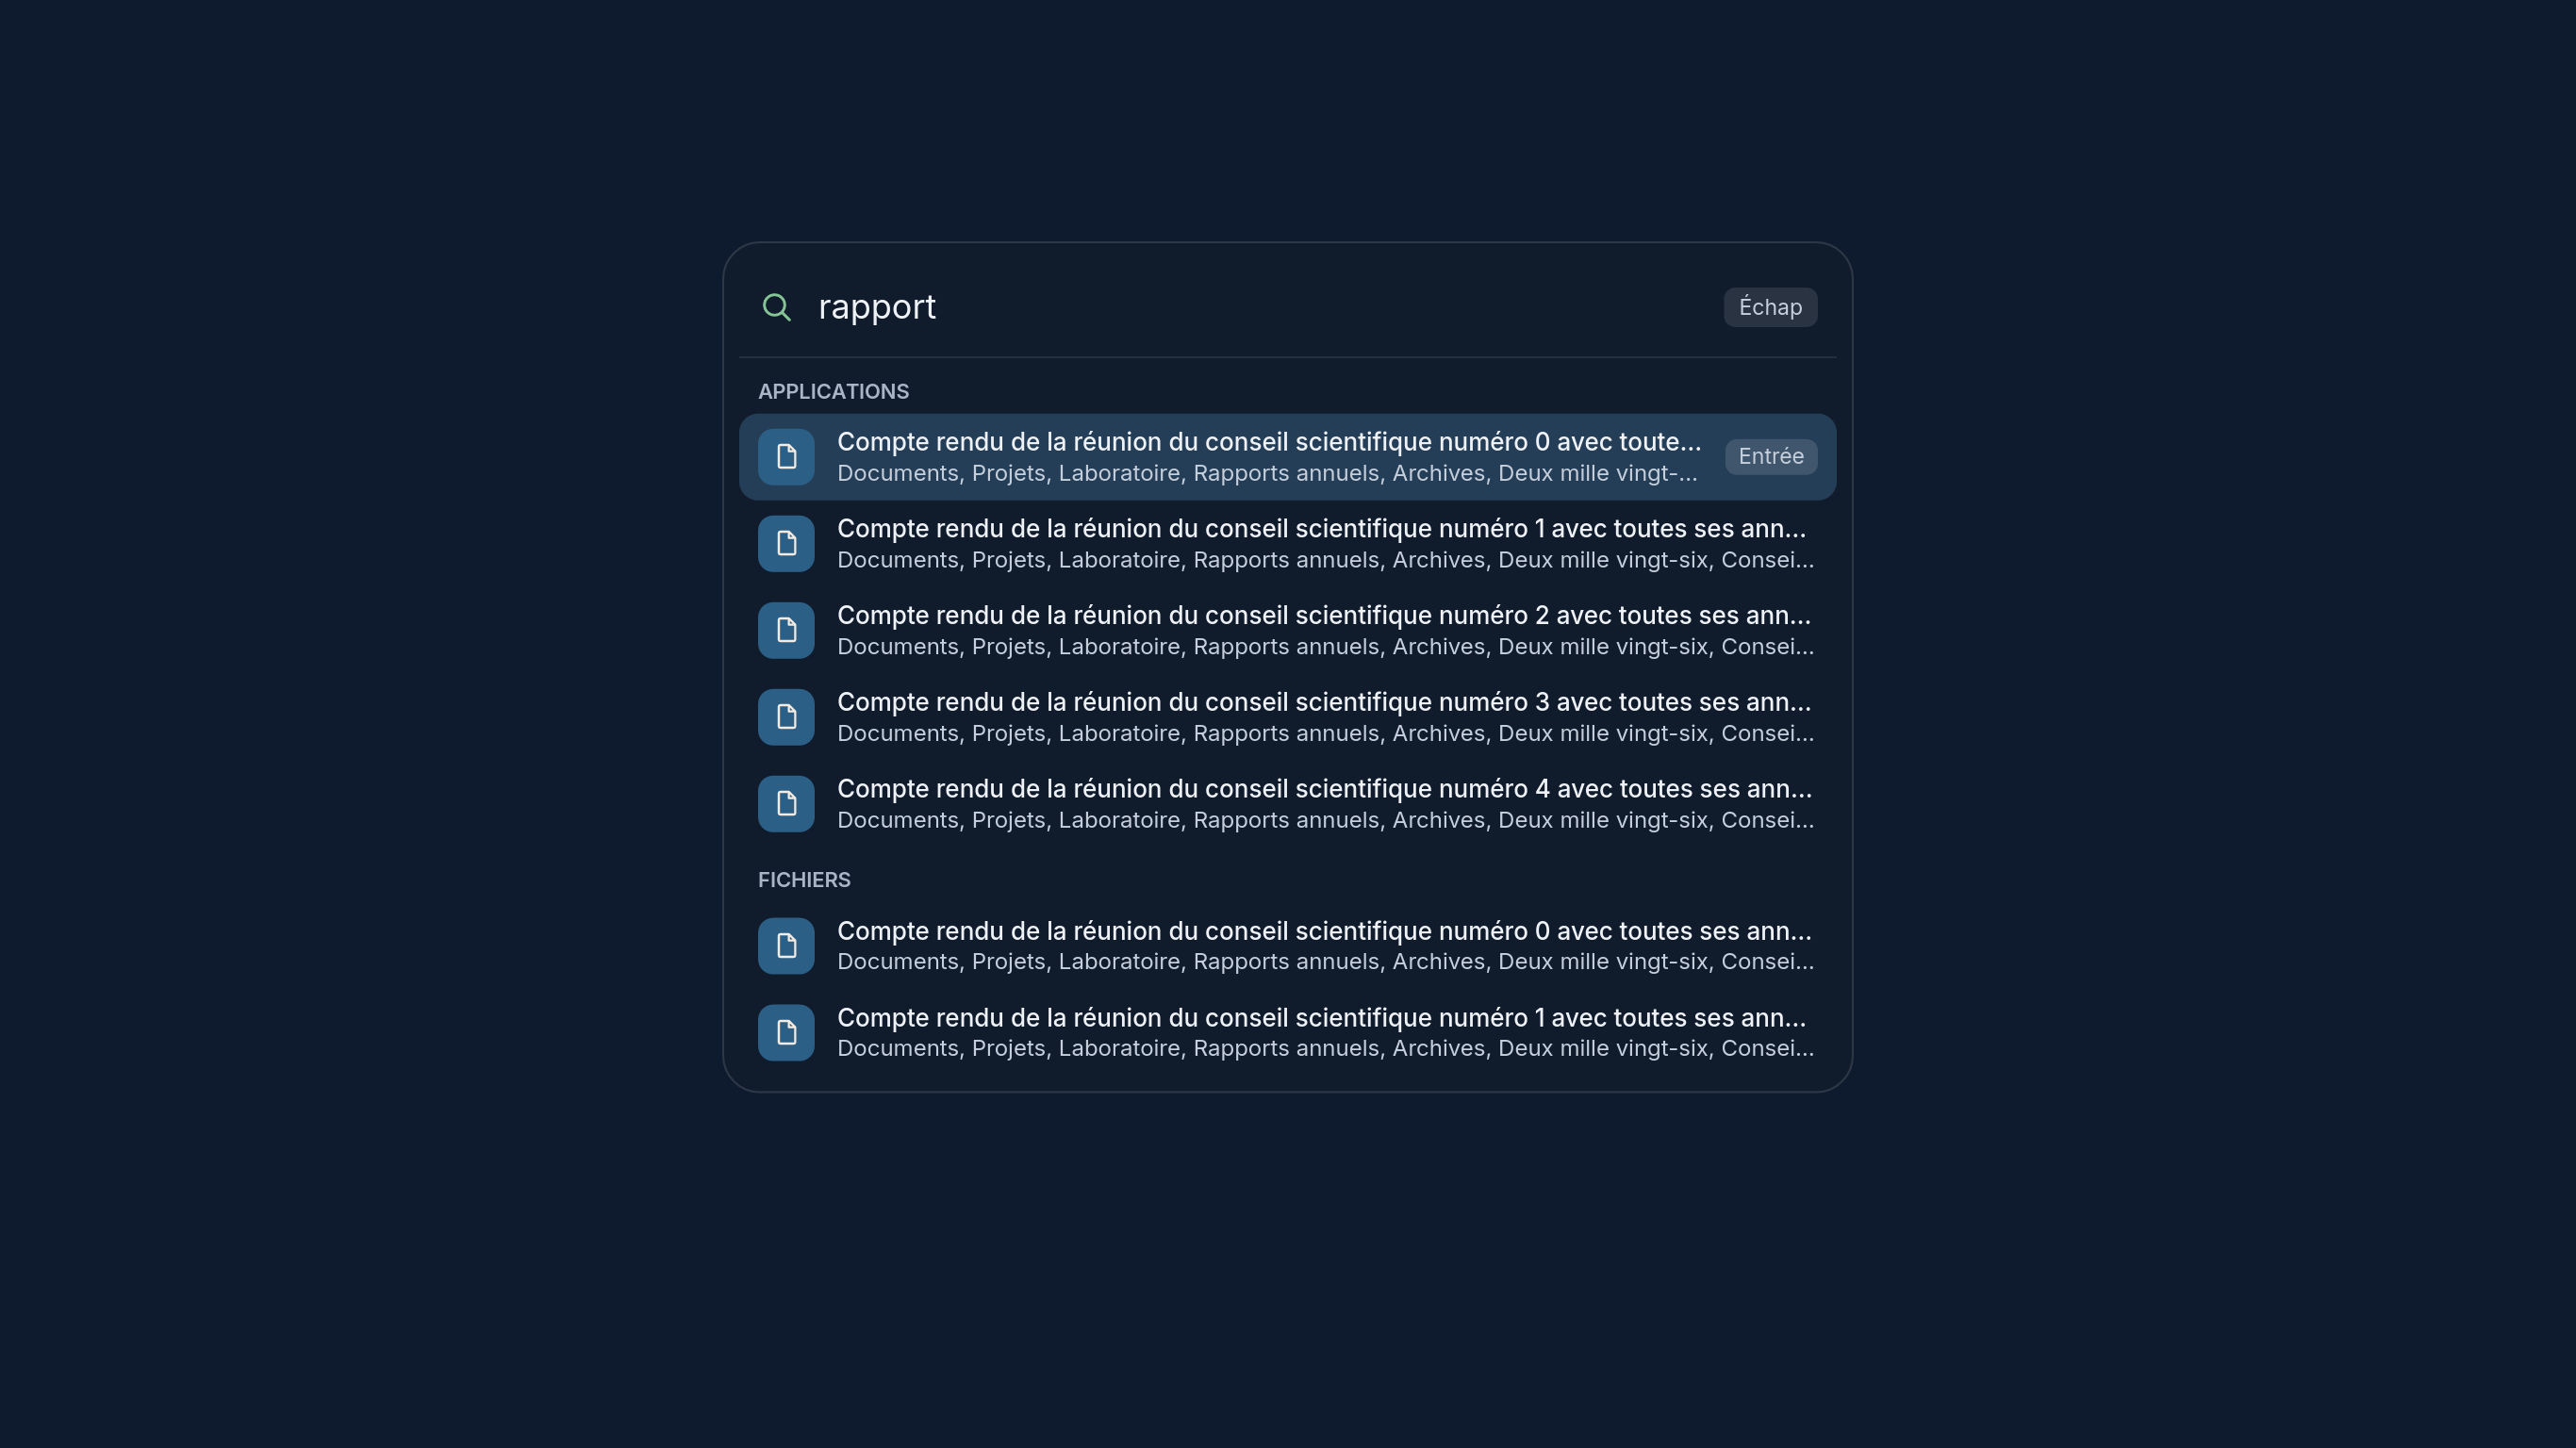 rapport
Échap
APPLICATIONS
Compte rendu de la réunion du conseil scientifique numéro 0 avec toute...
Documents, Projets, Laboratoire, Rapports annuels, Archives, Deux mille vingt-...
Entrée
Compte rendu de la réunion du conseil scientifique numéro 1 avec toutes ses ann...
Documents, Projets, Laboratoire, Rapports annuels, Archives, Deux mille vingt-six, Consei...
Compte rendu de la réunion du conseil scientifique numéro 2 avec toutes ses ann...
Documents, Projets, Laboratoire, Rapports annuels, Archives, Deux mille vingt-six, Consei...
Compte rendu de la réunion du conseil scientifique numéro 3 avec toutes ses ann...
Documents, Projets, Laboratoire, Rapports annuels, Archives, Deux mille vingt-six, Consei...
Compte rendu de la réunion du conseil scientifique numéro 4 avec toutes ses ann...
Documents, Projets, Laboratoire, Rapports annuels, Archives, Deux mille vingt-six, Consei...
FICHIERS
Compte rendu de la réunion du conseil scientifique numéro 0 avec toutes ses ann...
Documents, Projets, Laboratoire, Rapports annuels, Archives, Deux mille vingt-six, Consei...
Compte rendu de la réunion du conseil scientifique numéro 1 avec toutes ses ann...
Documents, Projets, Laboratoire, Rapports annuels, Archives, Deux mille vingt-six, Consei...